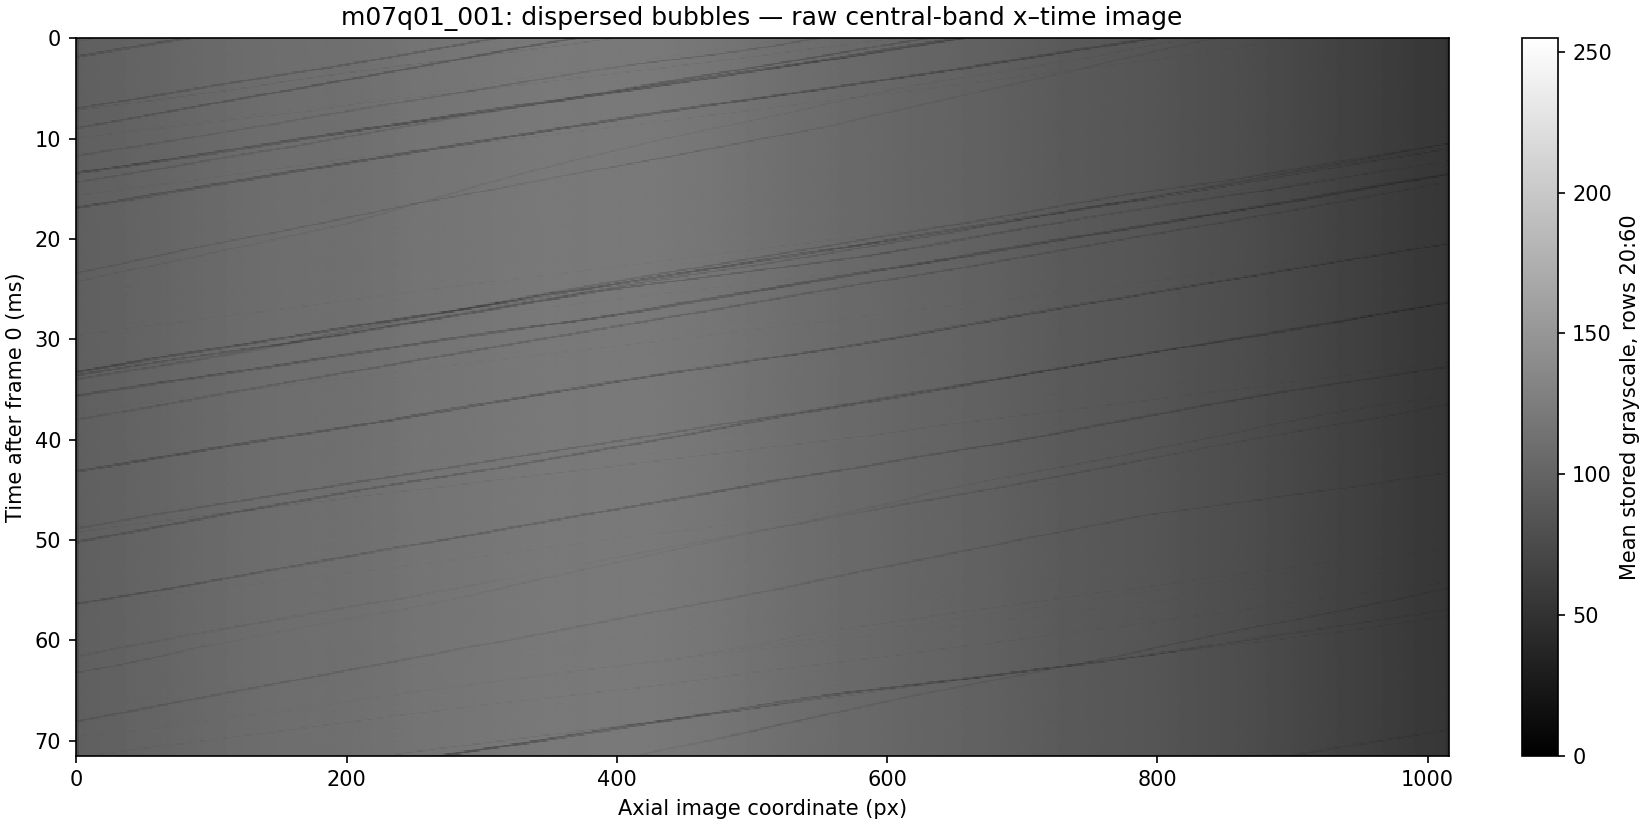 m07q01_001: dispersed bubbles — raw central-band x–time image
0
10
20
30
40
50
60
70
Time after frame 0 (ms)
0 200 400 600 800 1000
Axial image coordinate (px)
250
200
150
100
50
0
Mean stored grayscale, rows 20:60